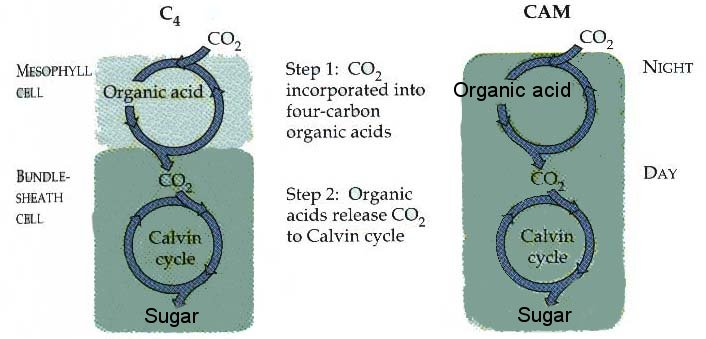 C4
CO2
MESOPHYLL
CELL
Organic acid
CO2
BUNDLE-
SHEATH
CELL
Calvin
cycle
Sugar
Step 1: CO2
incorporated into
four-carbon
organic acids
Step 2: Organic
acids release CO2
to Calvin cycle
CAM
CO2
NIGHT
Organic acid
CO2
DAY
Calvin
cycle
Sugar